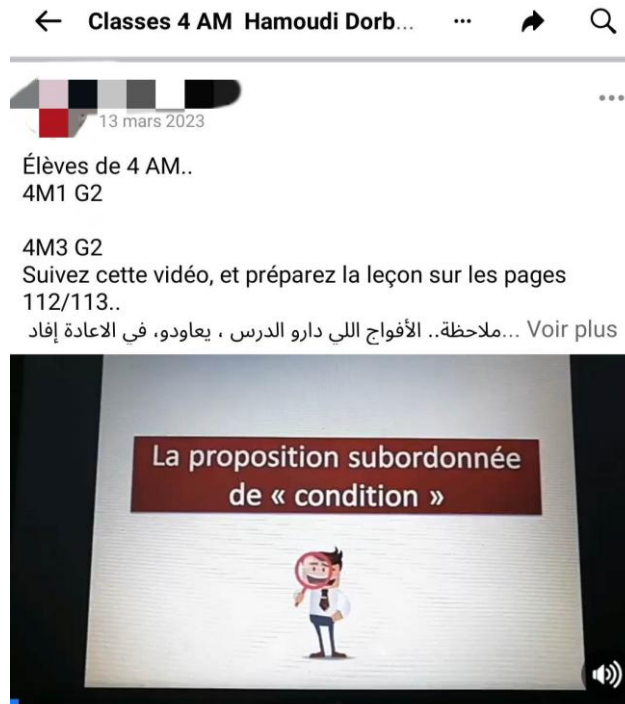 Classes 4 AM Hamoudi Dorb...
13 mars 2023
Élèves de 4 AM..
4M1 G2
4M3 G2
Suivez cette vidéo, et préparez la leçon sur les pages
112/113..
ملاحظة.. الأفواج اللي دارو الدرس ، يعاودو، في الاعادة إفاد... Voir plus
La proposition subordonnée
de « condition »